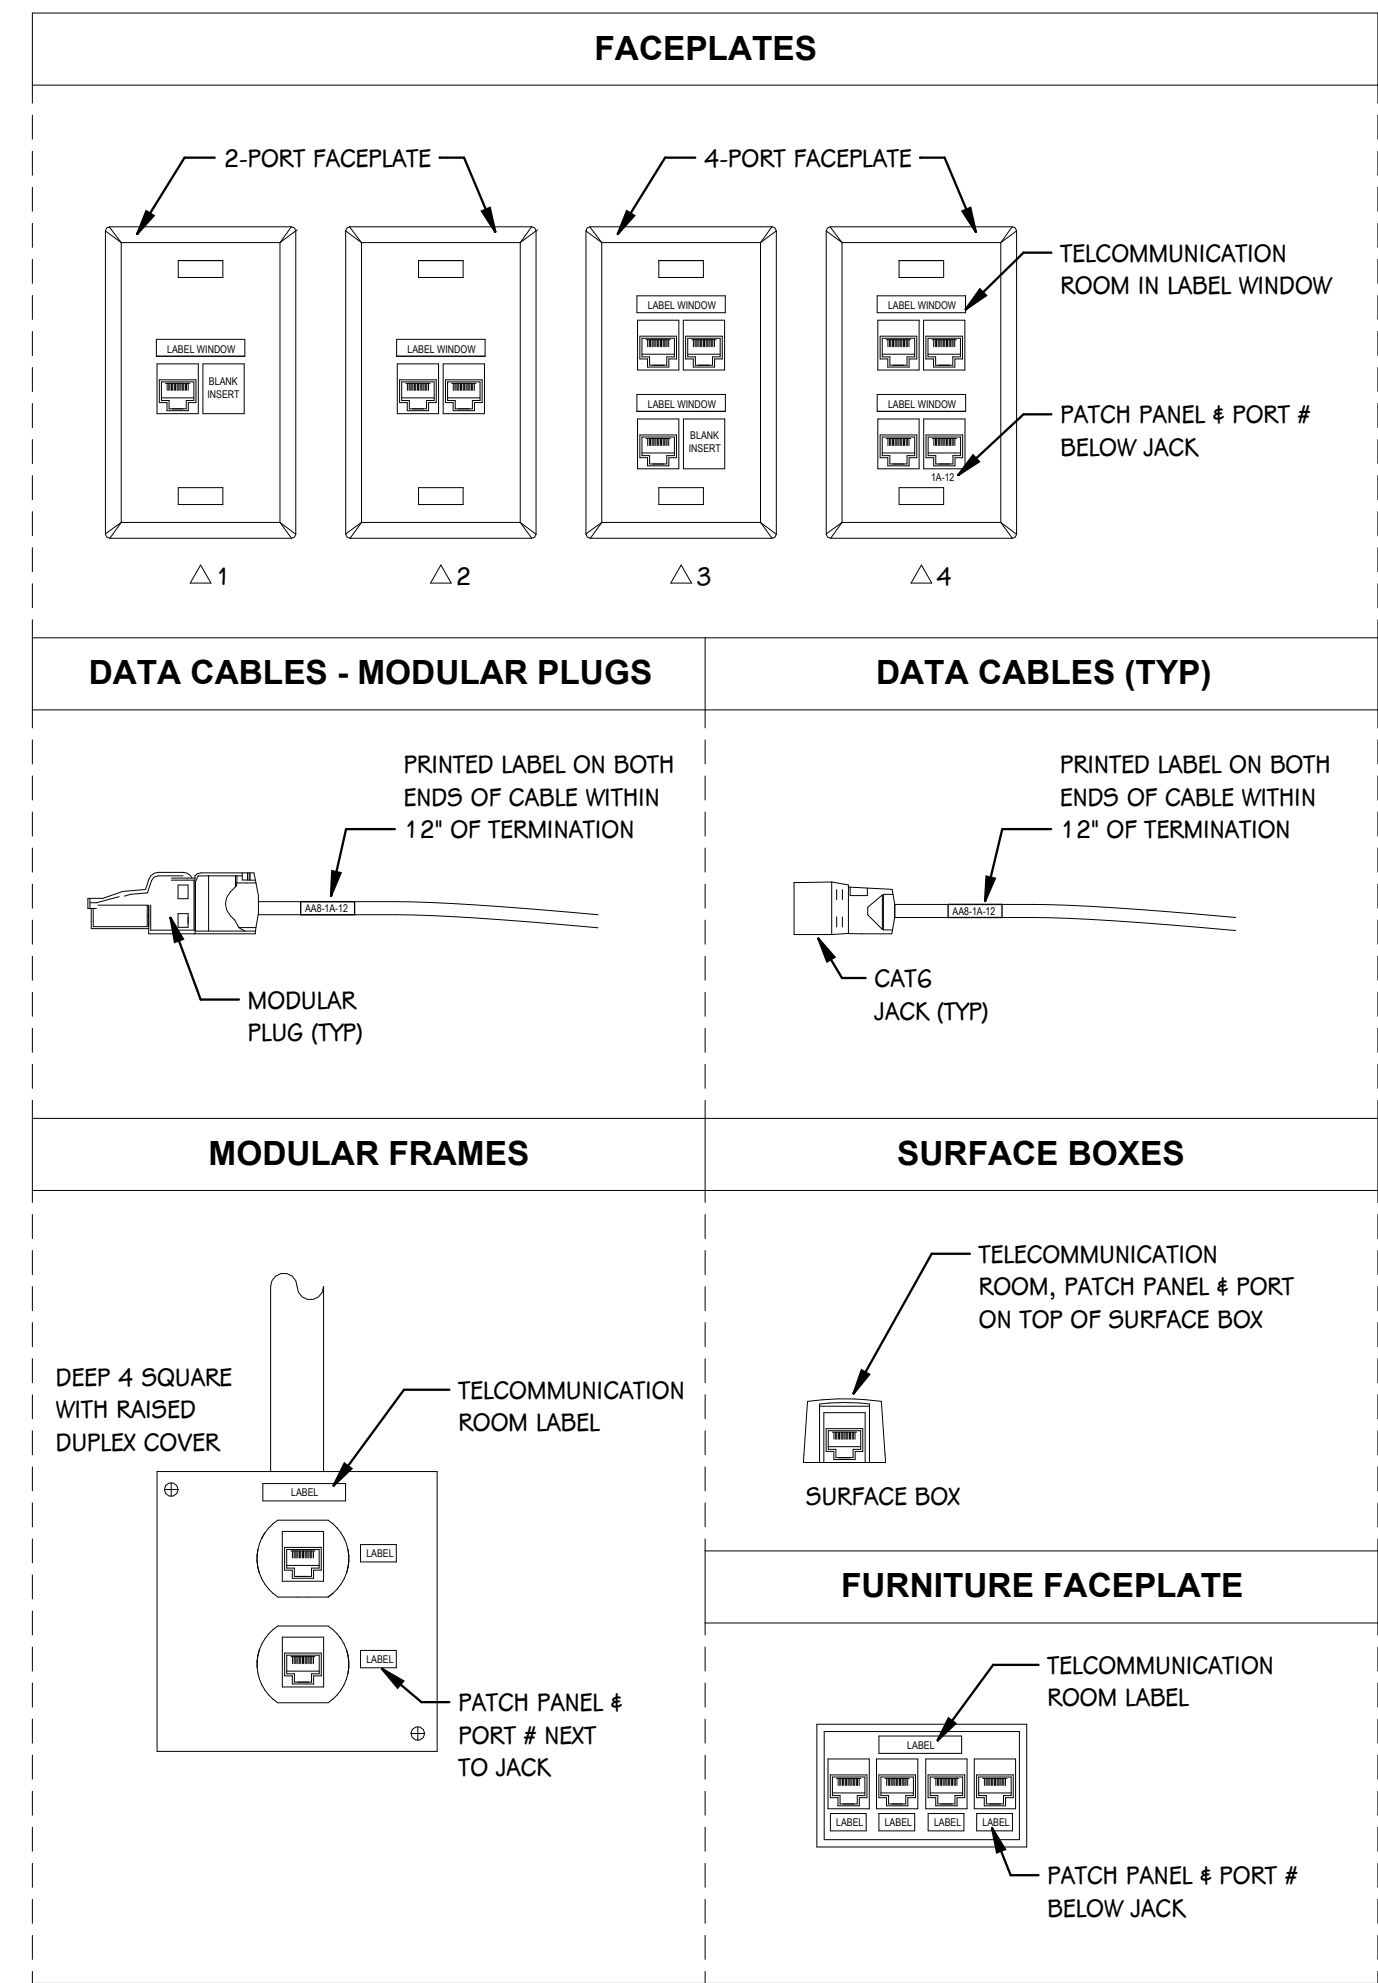 FACEPLATES
2-PORT FACEPLATE
4-PORT FACEPLATE
TELCOMMUNICATION
ROOM IN LABEL WINDOW
LABEL WINDOW
BLANK
INSERT
LABEL WINDOW
LABEL WINDOW
LABEL WINDOW
BLANK
INSERT
LABEL WINDOW
LABEL WINDOW
1A-12
PATCH PANEL & PORT #
BELOW JACK
△1
△2
△3
△4
DATA CABLES - MODULAR PLUGS
PRINTED LABEL ON BOTH
ENDS OF CABLE WITHIN
12" OF TERMINATION
AA8-1A-12
MODULAR
PLUG (TYP)
DATA CABLES (TYP)
PRINTED LABEL ON BOTH
ENDS OF CABLE WITHIN
12" OF TERMINATION
AA8-1A-12
CAT6
JACK (TYP)
MODULAR FRAMES
DEEP 4 SQUARE
WITH RAISED
DUPLEX COVER
TELCOMMUNICATION
ROOM LABEL
LABEL
LABEL
LABEL
PATCH PANEL &
PORT # NEXT
TO JACK
SURFACE BOXES
TELECOMMUNICATION
ROOM, PATCH PANEL & PORT
ON TOP OF SURFACE BOX
SURFACE BOX
FURNITURE FACEPLATE
TELCOMMUNICATION
ROOM LABEL
LABEL
LABEL LABEL LABEL LABEL
PATCH PANEL & PORT #
BELOW JACK